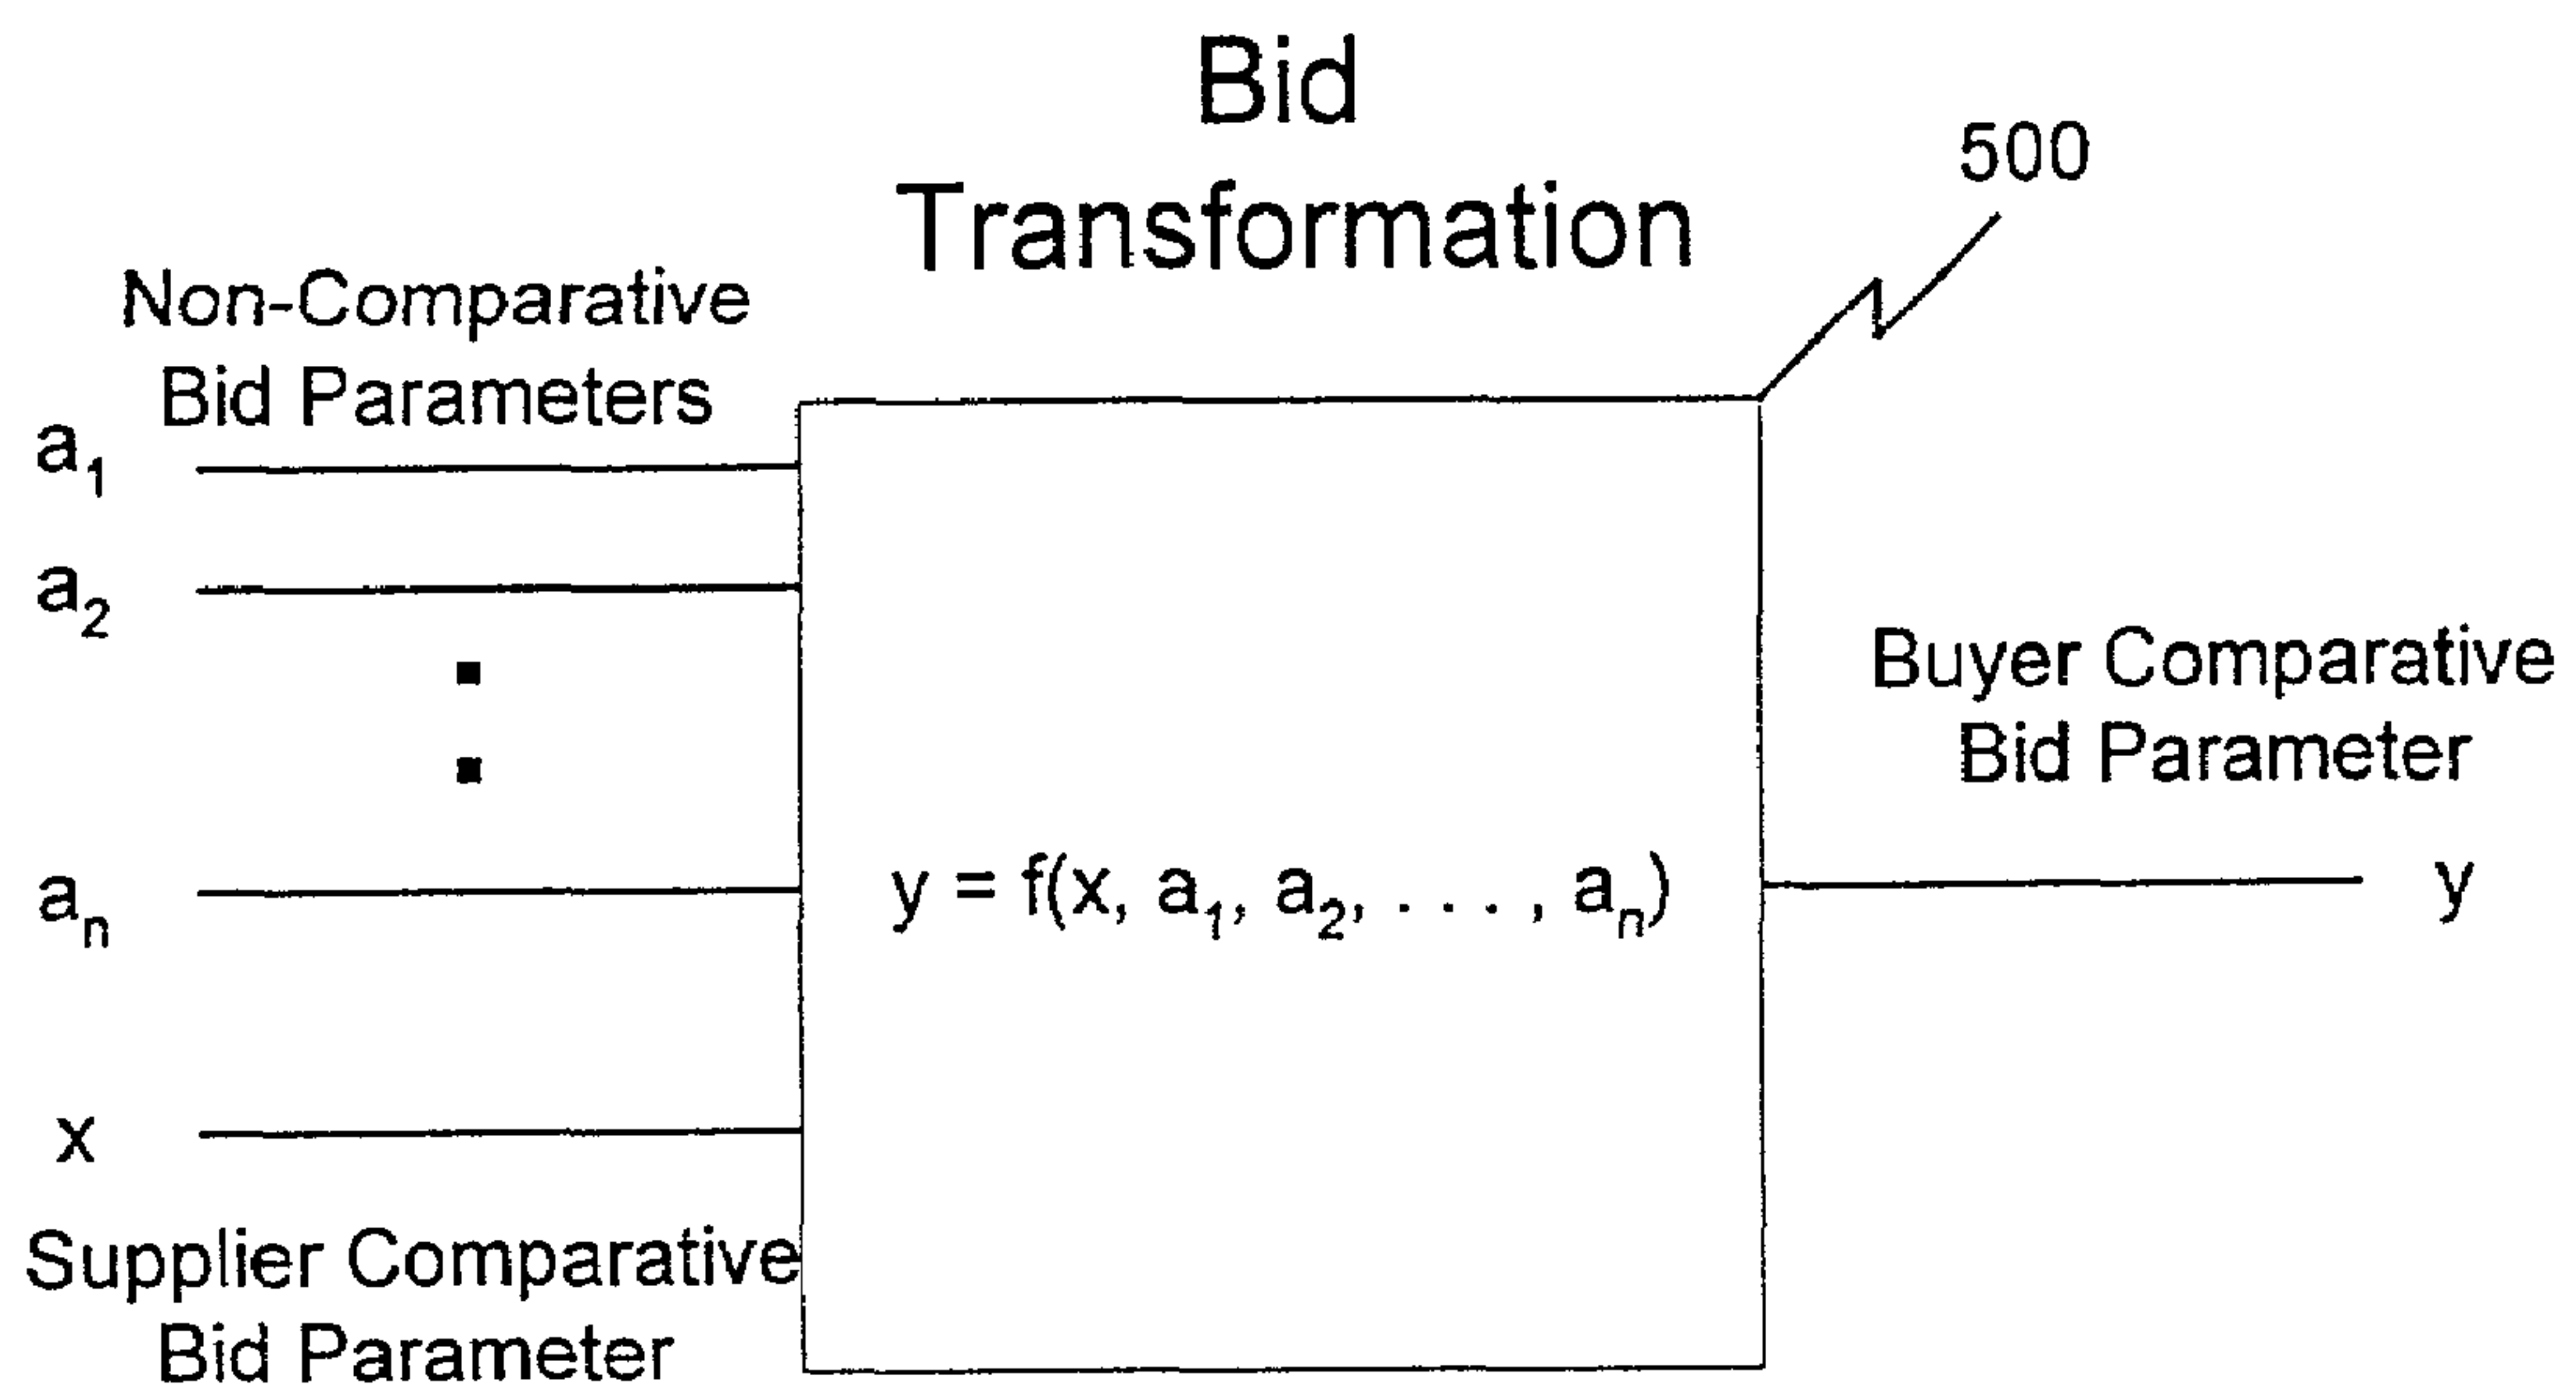 Bid
Transformation
500
Non-Comparative
Bid Parameters
a₁
a₂
aₙ
x
Supplier Comparative
Bid Parameter
y = f(x, a₁, a₂, . . . , aₙ)
Buyer Comparative
Bid Parameter
y